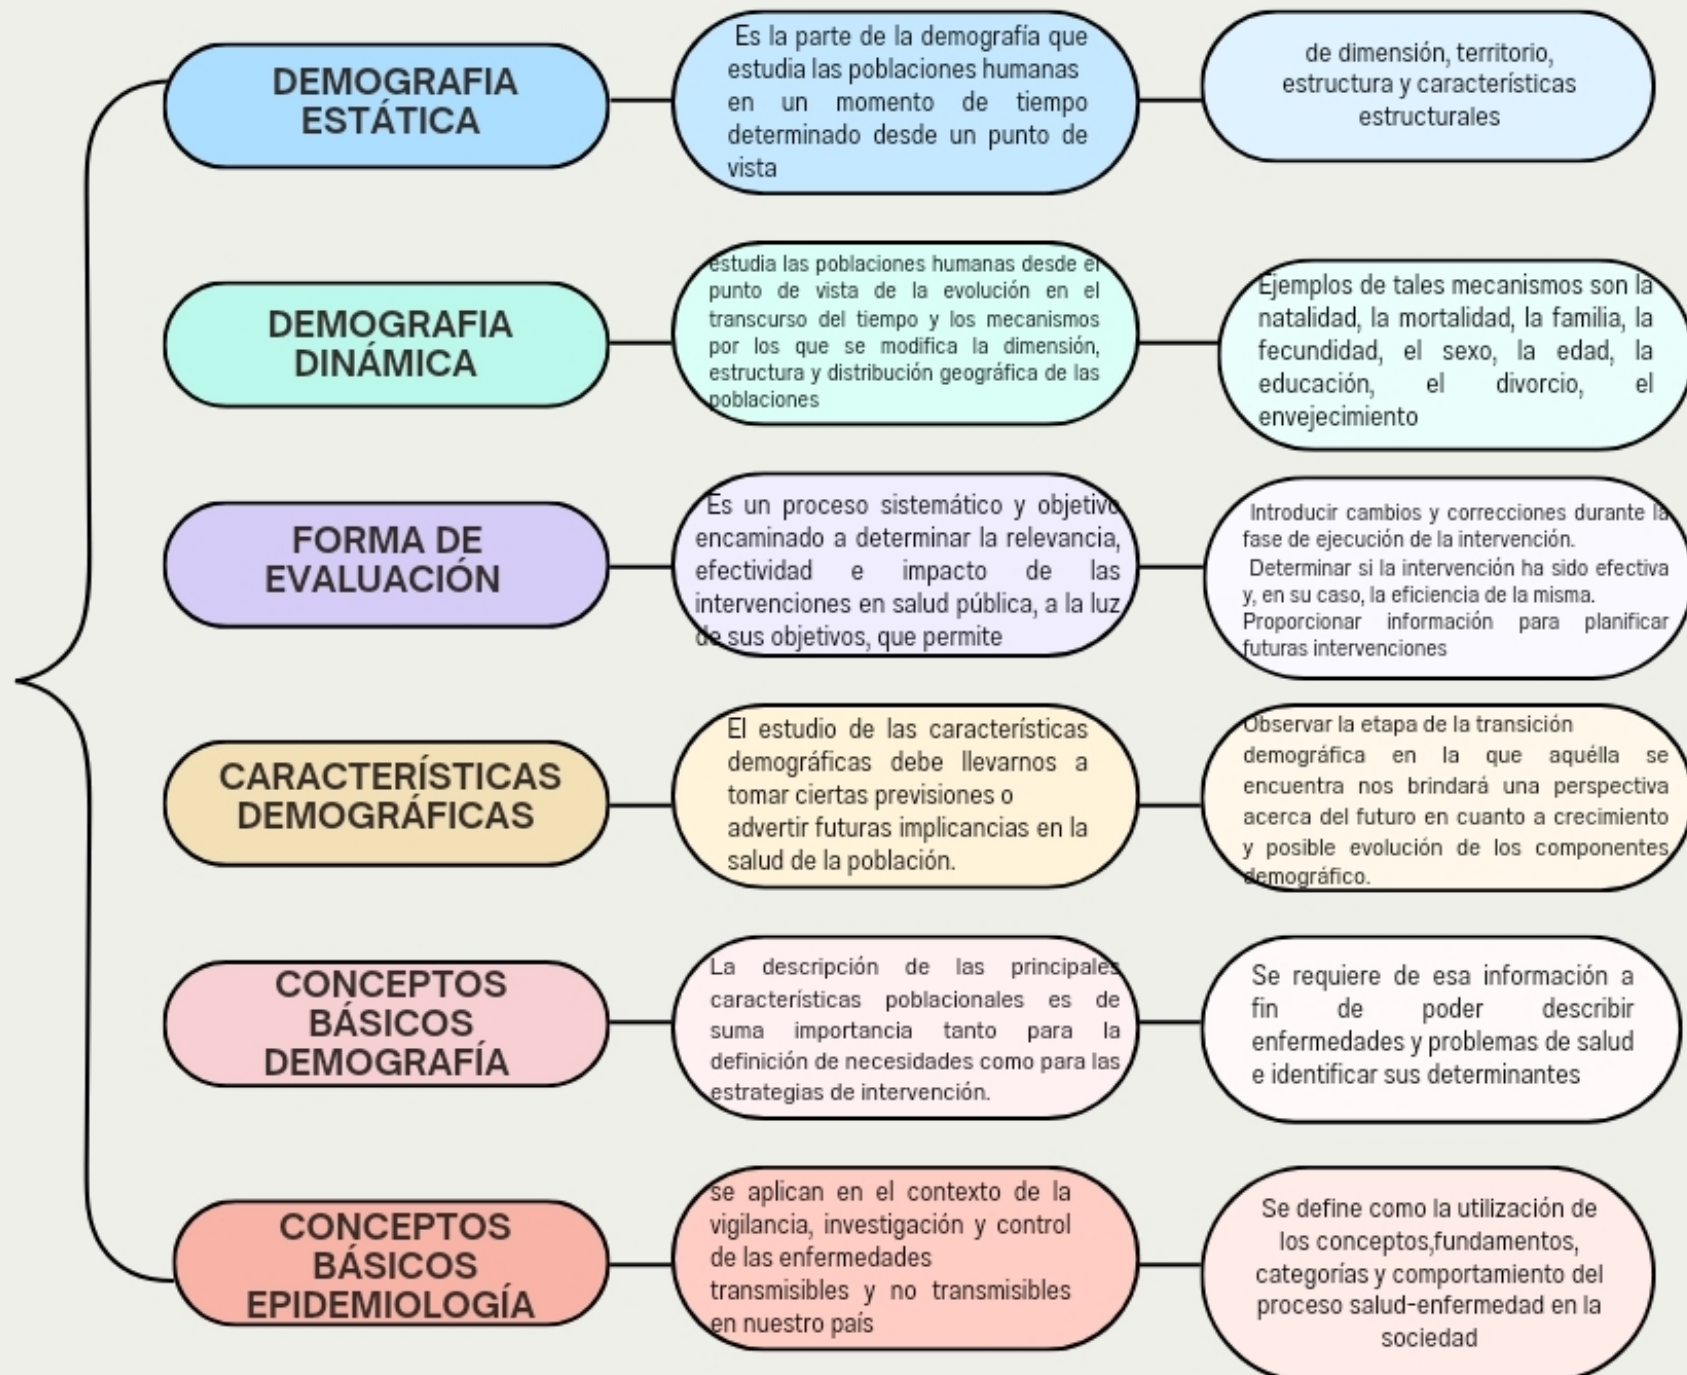 DEMOGRAFIA
ESTÁTICA
Es la parte de la demografía que
estudia las poblaciones humanas
en un momento de tiempo
determinado desde un punto de
vista
de dimensión, territorio,
estructura y características
estructurales
DEMOGRAFIA
DINÁMICA
estudia las poblaciones humanas desde el
punto de vista de la evolución en el
transcurso del tiempo y los mecanismos
por los que se modifica la dimensión,
estructura y distribución geográfica de las
poblaciones
Ejemplos de tales mecanismos son la
natalidad, la mortalidad, la familia, la
fecundidad, el sexo, la edad, la
educación, el divorcio, el
envejecimiento
FORMA DE
EVALUACIÓN
Es un proceso sistemático y objetivo
encaminado a determinar la relevancia,
efectividad e impacto de las
intervenciones en salud pública, a la luz
de sus objetivos, que permite
Introducir cambios y correcciones durante la
fase de ejecución de la intervención.
Determinar si la intervención ha sido efectiva
y, en su caso, la eficiencia de la misma.
Proporcionar información para planificar
futuras intervenciones
CARACTERÍSTICAS
DEMOGRÁFICAS
El estudio de las características
demográficas debe llevarnos a
tomar ciertas previsiones o
advertir futuras implicancias en la
salud de la población.
Observar la etapa de la transición
demográfica en la que aquélla se
encuentra nos brindará una perspectiva
acerca del futuro en cuanto a crecimiento
y posible evolución de los componentes
demográfico.
CONCEPTOS
BÁSICOS
DEMOGRAFÍA
La descripción de las principales
características poblacionales es de
suma importancia tanto para la
definición de necesidades como para las
estrategias de intervención.
Se requiere de esa información a
fin de poder describir
enfermedades y problemas de salud
e identificar sus determinantes
CONCEPTOS
BÁSICOS
EPIDEMIOLOGÍA
se aplican en el contexto de la
vigilancia, investigación y control
de las enfermedades
transmisibles y no transmisibles
en nuestro país
Se define como la utilización de
los conceptos,fundamentos,
categorías y comportamiento del
proceso salud-enfermedad en la
sociedad